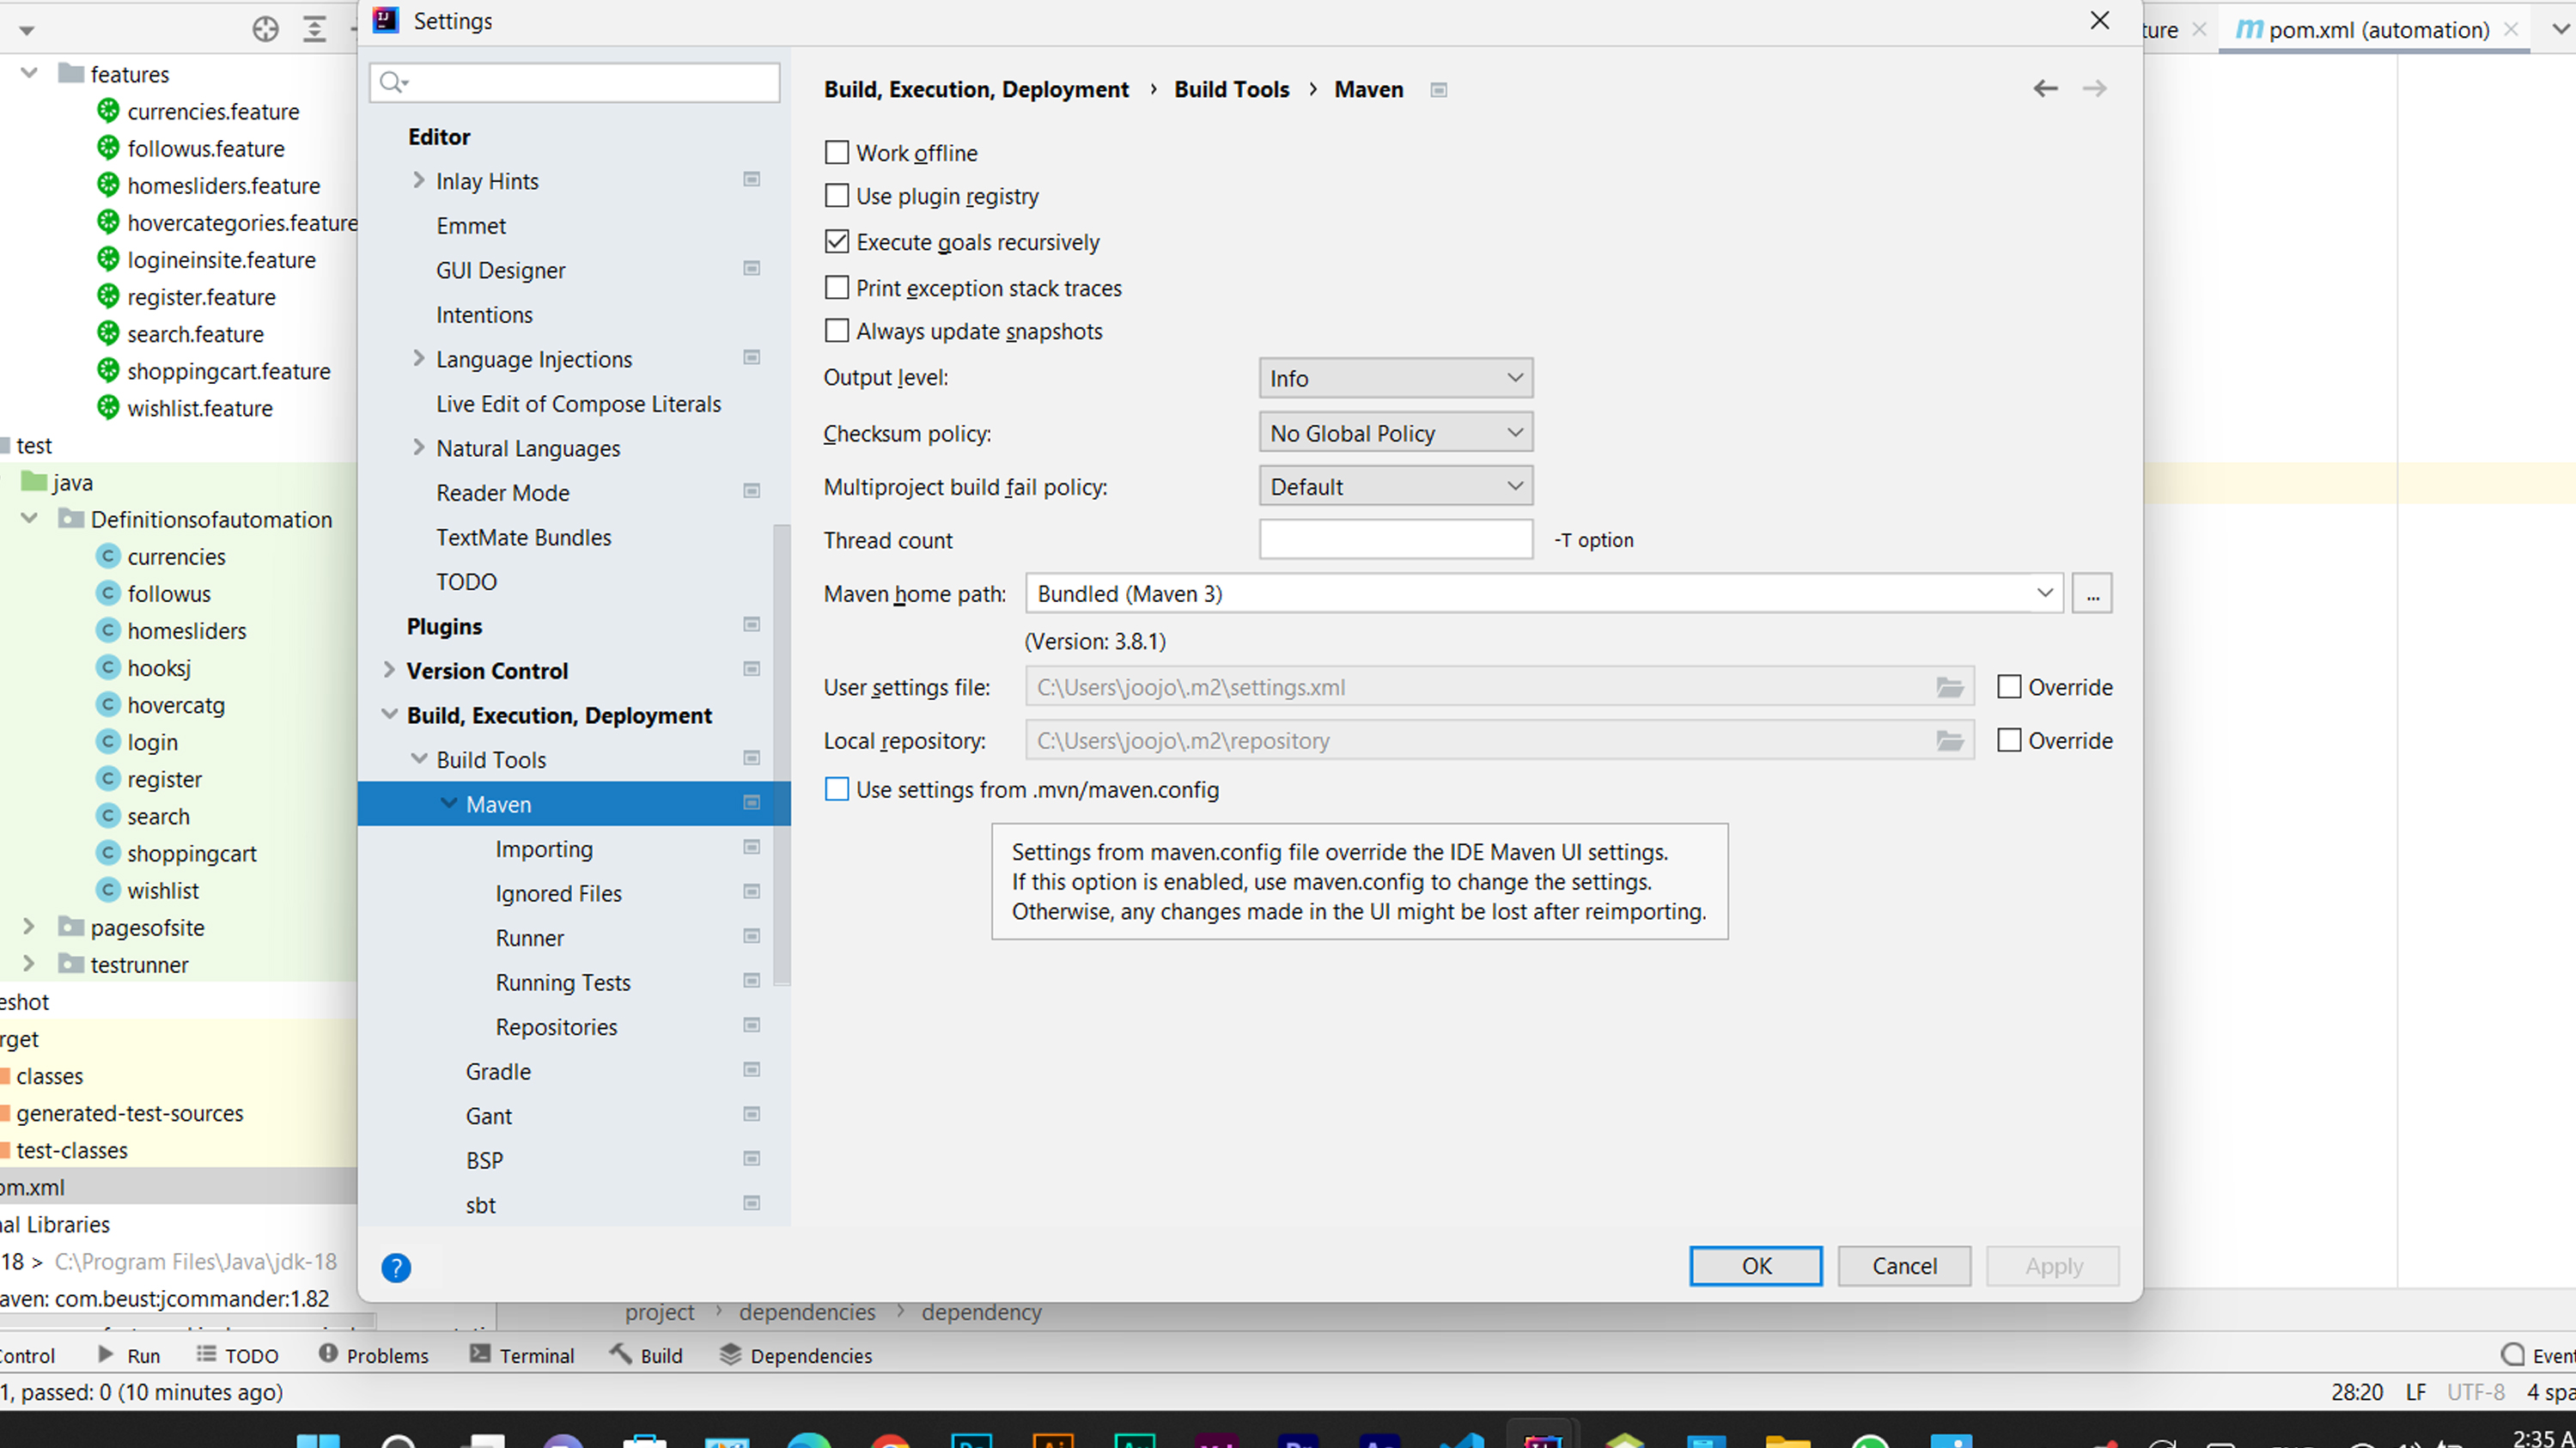 Settings
ture
pom.xml (automation)
features
currencies.feature
followus.feature
homesliders.feature
hovercategories.feature
logineinsite.feature
register.feature
search.feature
shoppingcart.feature
wishlist.feature
test
java
Definitionsofautomation
currencies
followus
homesliders
hooksj
hovercatg
login
register
search
shoppingcart
wishlist
pagesofsite
testrunner
eshot
rget
classes
generated-test-sources
test-classes
om.xml
al Libraries
18 > C:\Program Files\Java\jdk-18
aven: com.beust:jcommander:1.82
Editor
Inlay Hints
Emmet
GUI Designer
Intentions
Language Injections
Live Edit of Compose Literals
Natural Languages
Reader Mode
TextMate Bundles
TODO
Plugins
Version Control
Build, Execution, Deployment
Build Tools
Maven
Importing
Ignored Files
Runner
Running Tests
Repositories
Gradle
Gant
BSP
sbt
Build, Execution, Deployment › Build Tools › Maven
Work offline
Use plugin registry
Execute goals recursively
Print exception stack traces
Always update snapshots
Output level: Info
Checksum policy: No Global Policy
Multiproject build fail policy: Default
Thread count -T option
Maven home path: Bundled (Maven 3) ...
(Version: 3.8.1)
User settings file: C:\Users\joojo\.m2\settings.xml Override
Local repository: C:\Users\joojo\.m2\repository Override
Use settings from .mvn/maven.config
Settings from maven.config file override the IDE Maven UI settings.
If this option is enabled, use maven.config to change the settings.
Otherwise, any changes made in the UI might be lost after reimporting.
? OK Cancel Apply
project › dependencies › dependency
ontrol Run TODO Problems Terminal Build Dependencies Event
1, passed: 0 (10 minutes ago) 28:20 LF UTF-8 4 spa
2:35 A